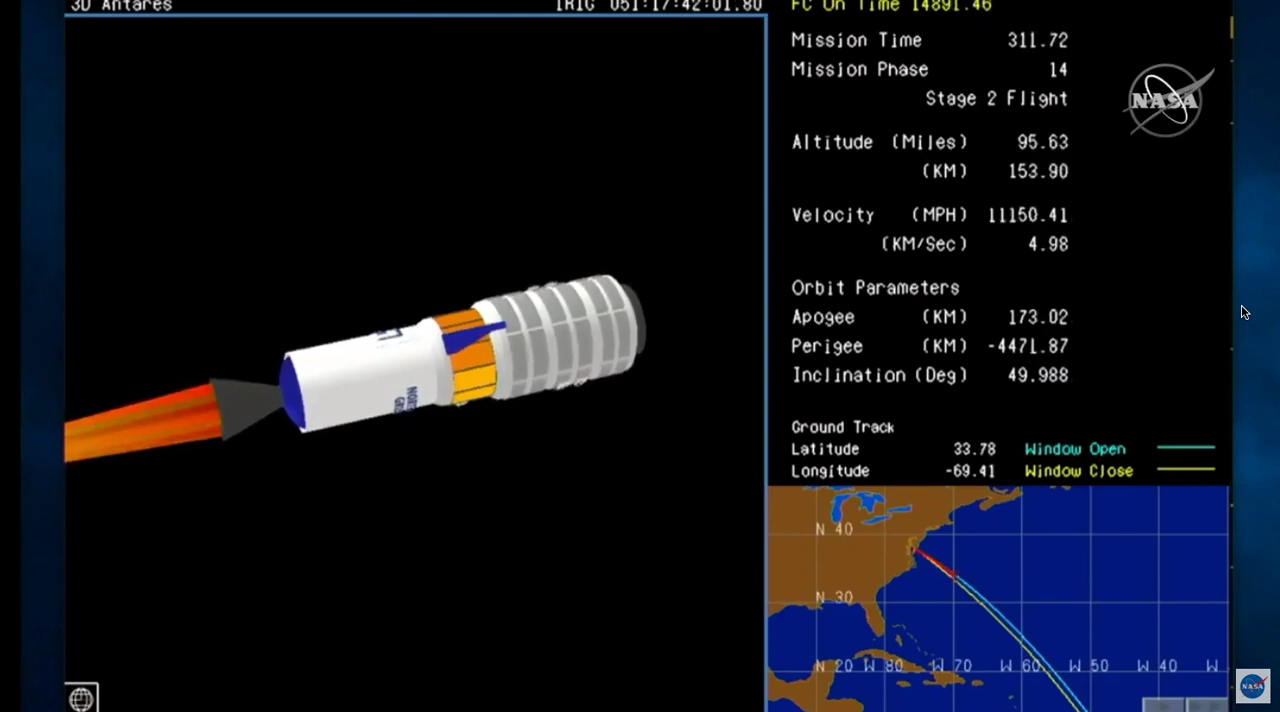 3D Antares
IRIG 051:17:42:01.80
FC On Time 14891.46
Mission Time 311.72
Mission Phase 14
Stage 2 Flight
Altitude (Miles) 95.63
(KM) 153.90
Velocity (MPH) 11150.41
(KM/Sec) 4.98
Orbit Parameters
Apogee (KM) 173.02
Perigee (KM) -4471.87
Inclination (Deg) 49.988
Ground Track
Latitude 33.78 Window Open
Longitude -69.41 Window Close
NASA
N 40
N 30
N 20 W 80 W 70 W 60 W 50 W 40 W
NASA